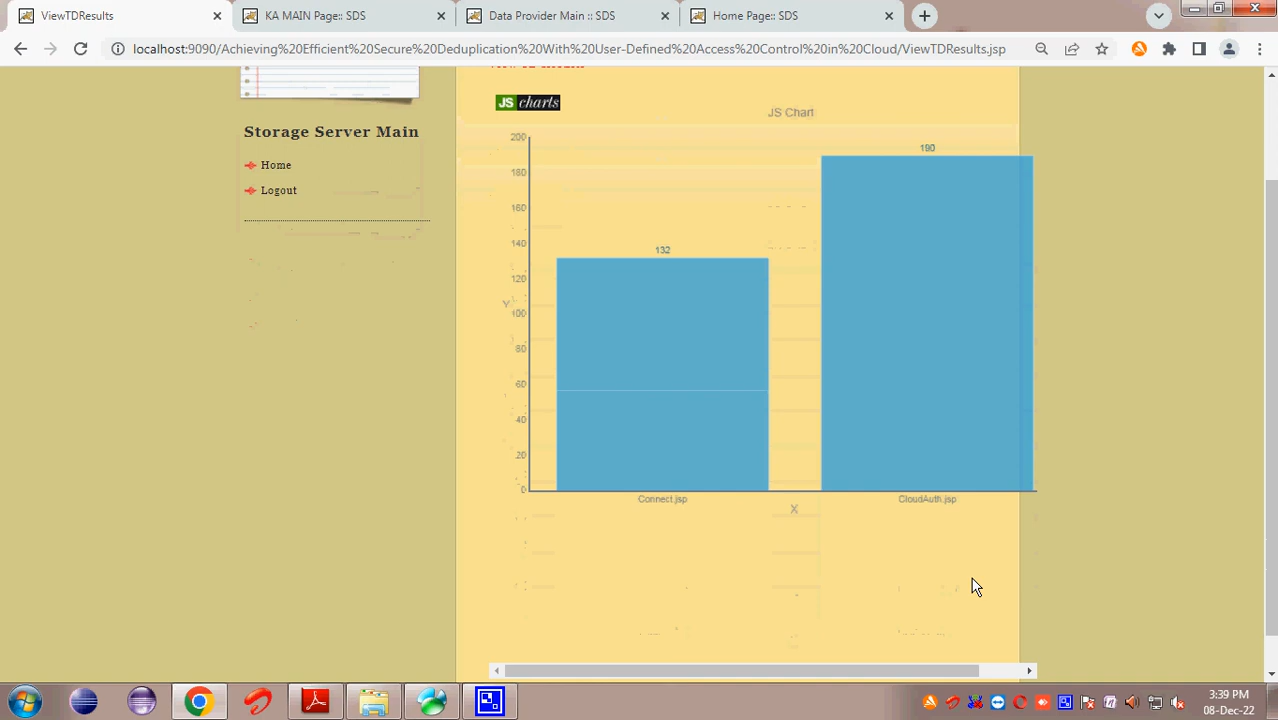 ViewTDResults
KA MAIN Page:: SDS
Data Provider Main :: SDS
Home Page:: SDS
localhost:9090/Achieving%20Efficient%20Secure%20Deduplication%20With%20User-Defined%20Access%20Control%20in%20Cloud/ViewTDResults.jsp
Storage Server Main
Home
Logout
JS charts
JS Chart
200
180
160
140
120
100
80
60
40
20
0
Y
132
190
Connect.jsp
CloudAuth.jsp
X
3:39 PM
08-Dec-22